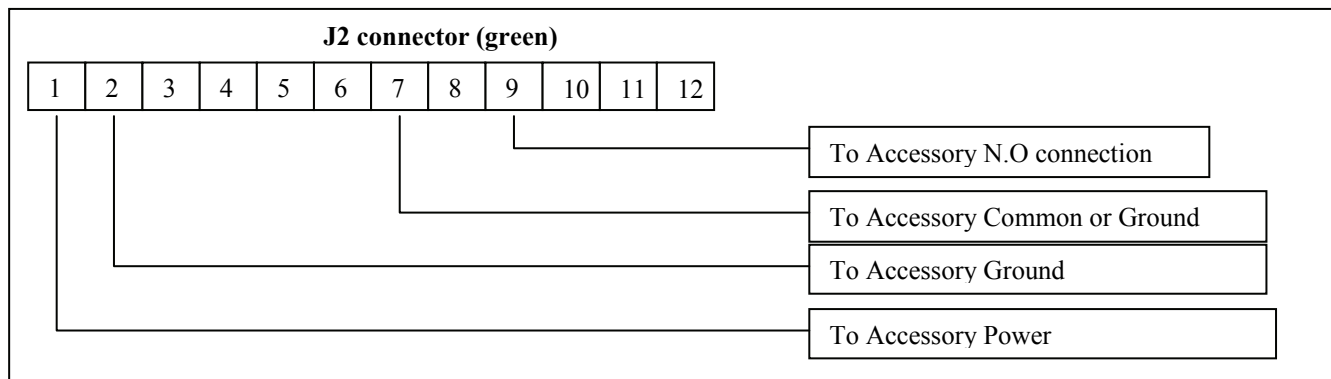 J2 connector (green)
1 2 3 4 5 6 7 8 9 10 11 12
To Accessory N.O connection
To Accessory Common or Ground
To Accessory Ground
To Accessory Power